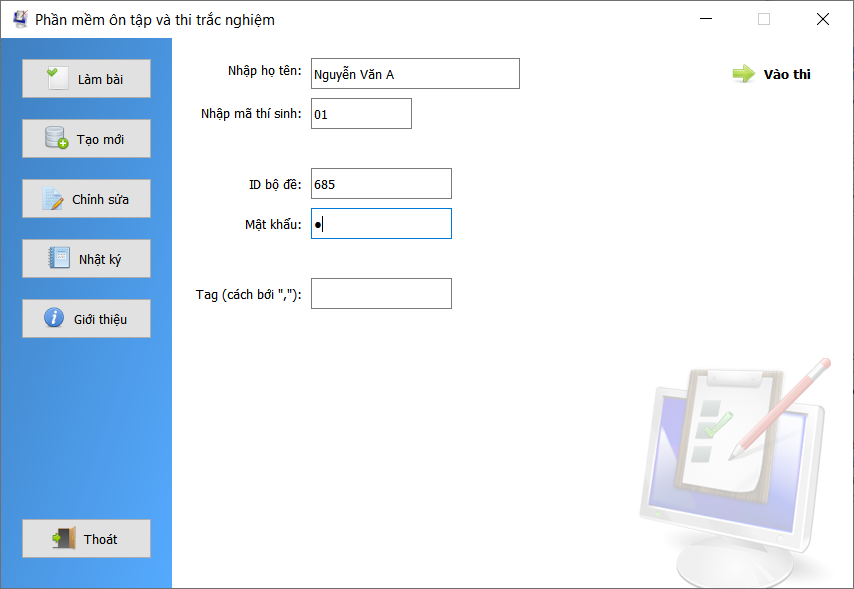 Phần mềm ôn tập và thi trắc nghiệm
Làm bài
Tạo mới
Chỉnh sửa
Nhật ký
Giới thiệu
Thoát
Nhập họ tên: Nguyễn Văn A
Vào thi
Nhập mã thí sinh: 01
ID bộ đề: 685
Mật khẩu: ●
Tag (cách bởi ","):